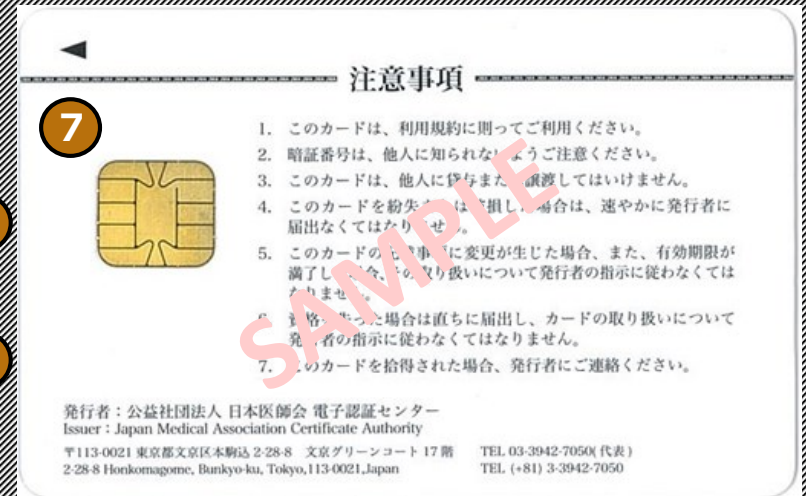 注意事項
7
1. このカードは、利用規約に則ってご利用ください。
2. 暗証番号は、他人に知られないようご注意ください。
3. このカードは、他人に貸与また 譲渡してはいけません。
4. このカードを紛失 は 損し 場合は、速やかに発行者に
届出なくてはなりません。
5. このカードの 事項に変更が生じた場合、また、有効期限が
満了し 場合、その取り扱いについて発行者の指示に従わなくては
なりません。
資格 失った場合は直ちに届出し、カードの取り扱いについて
発 者の指示に従わなくてはなりません。
7. このカードを拾得された場合、発行者にご連絡ください。
SAMPLE
発行者：公益社団法人 日本医師会 電子認証センター
Issuer : Japan Medical Association Certificate Authority
〒113-0021 東京都文京区本駒込 2-28-8 文京グリーンコート 17 階 TEL 03-3942-7050( 代表 )
2-28-8 Honkomagome, Bunkyo-ku, Tokyo,113-0021,Japan TEL (+81) 3-3942-7050